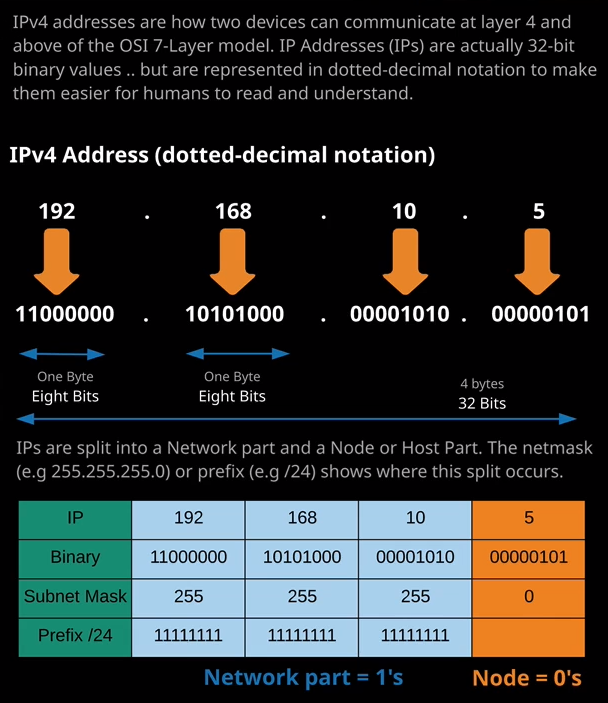 IPv4 addresses are how two devices can communicate at layer 4 and
above of the OSI 7-Layer model. IP Addresses (IPs) are actually 32-bit
binary values .. but are represented in dotted-decimal notation to make
them easier for humans to read and understand.
IPv4 Address (dotted-decimal notation)
192 . 168 . 10 . 5
11000000 . 10101000 . 00001010 . 00000101
One Byte One Byte 4 bytes
Eight Bits Eight Bits 32 Bits
IPs are split into a Network part and a Node or Host Part. The netmask
(e.g 255.255.255.0) or prefix (e.g /24) shows where this split occurs.
IP 192 168 10 5
Binary 11000000 10101000 00001010 00000101
Subnet Mask 255 255 255 0
Prefix /24 11111111 11111111 11111111
Network part = 1's Node = 0's